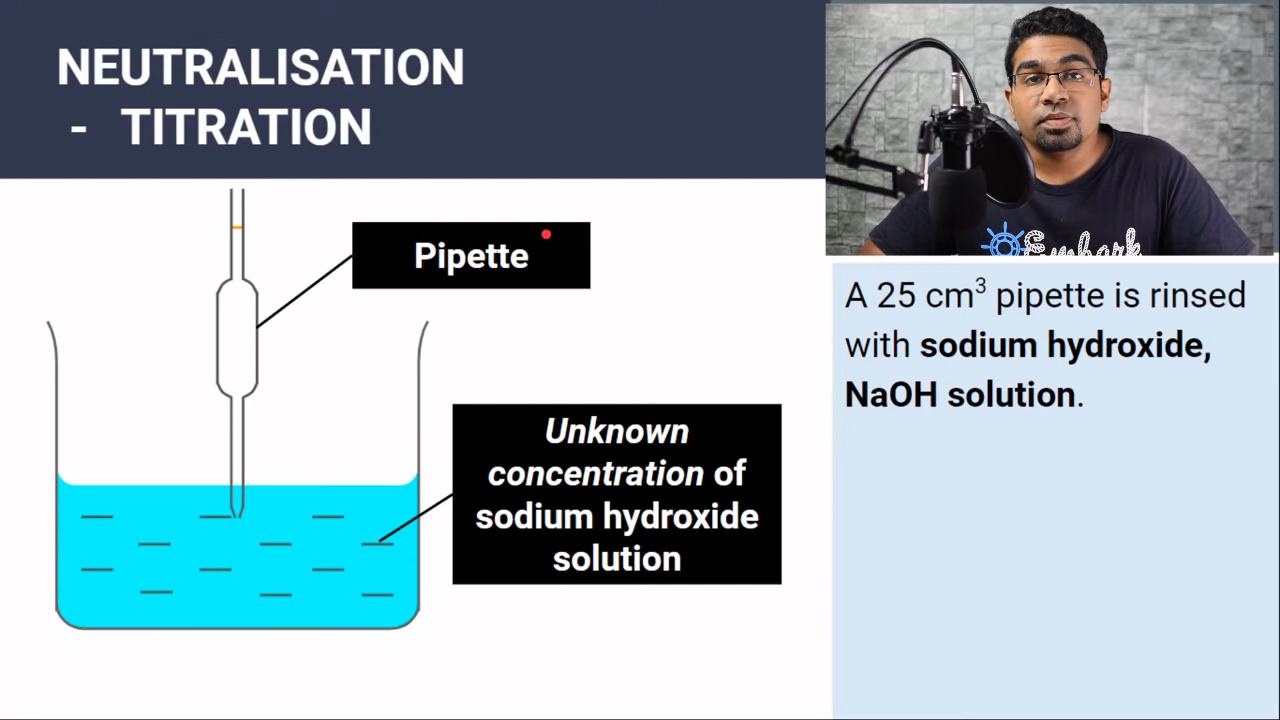 NEUTRALISATION
- TITRATION
Pipette
Unknown
concentration of
sodium hydroxide
solution
Embark
A 25 cm³ pipette is rinsed
with sodium hydroxide,
NaOH solution.